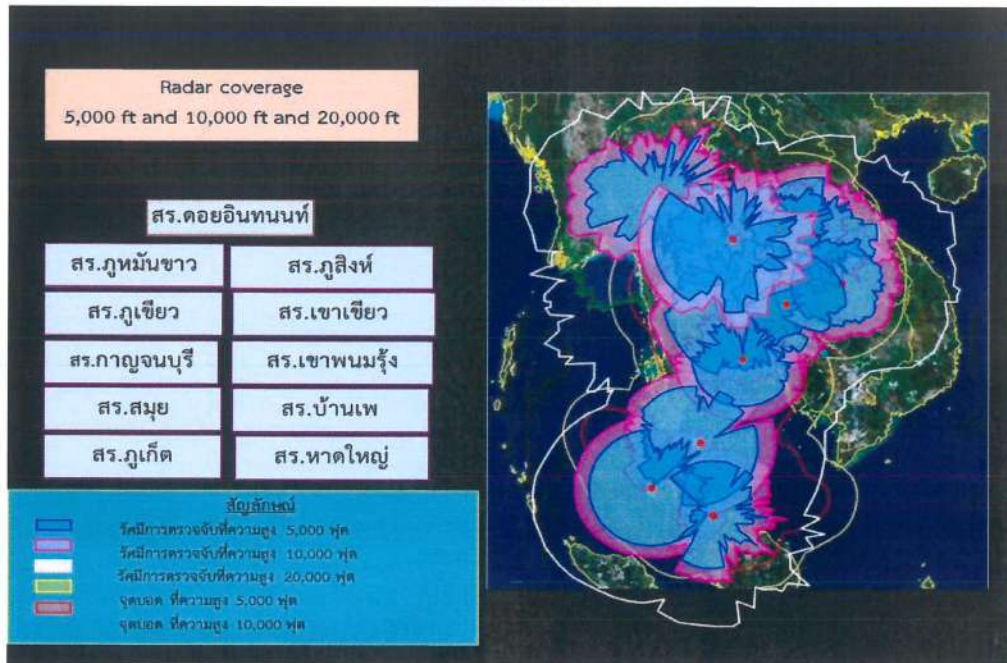 Radar coverage
5,000 ft and 10,000 ft and 20,000 ft
สร.ดอยอินทนนท์
สร.ภูหมันขาว
สร.ภูสิงห์
สร.ภูเขียว
สร.เขาเขียว
สร.กาญจนบุรี
สร.เขาพนมรุ้ง
สร.สมุย
สร.บ้านเพ
สร.ภูเก็ต
สร.หาดใหญ่
สัญลักษณ์
รัศมีการตรวจจับที่ความสูง 5,000 ฟุต
รัศมีการตรวจจับที่ความสูง 10,000 ฟุต
รัศมีการตรวจจับที่ความสูง 20,000 ฟุต
จุดบอด ที่ความสูง 5,000 ฟุต
จุดบอด ที่ความสูง 10,000 ฟุต